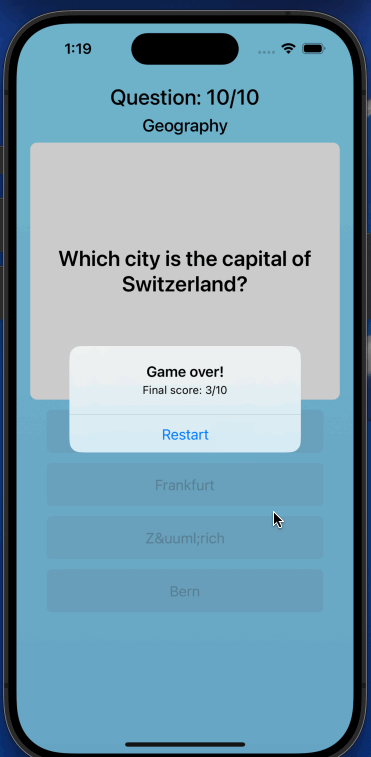 1:19
Question: 10/10
Geography
Which city is the capital of
Switzerland?
Game over!
Final score: 3/10
Restart
Frankfurt
Z&uuml;rich
Bern